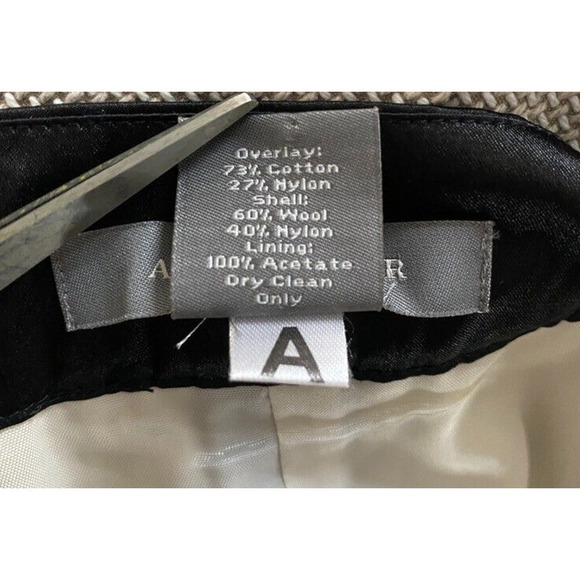 Overlay:
73% Cotton
27% Nylon
Shell:
60% Wool
40% Nylon
Lining:
100% Acetate
Dry Clean
Only
A